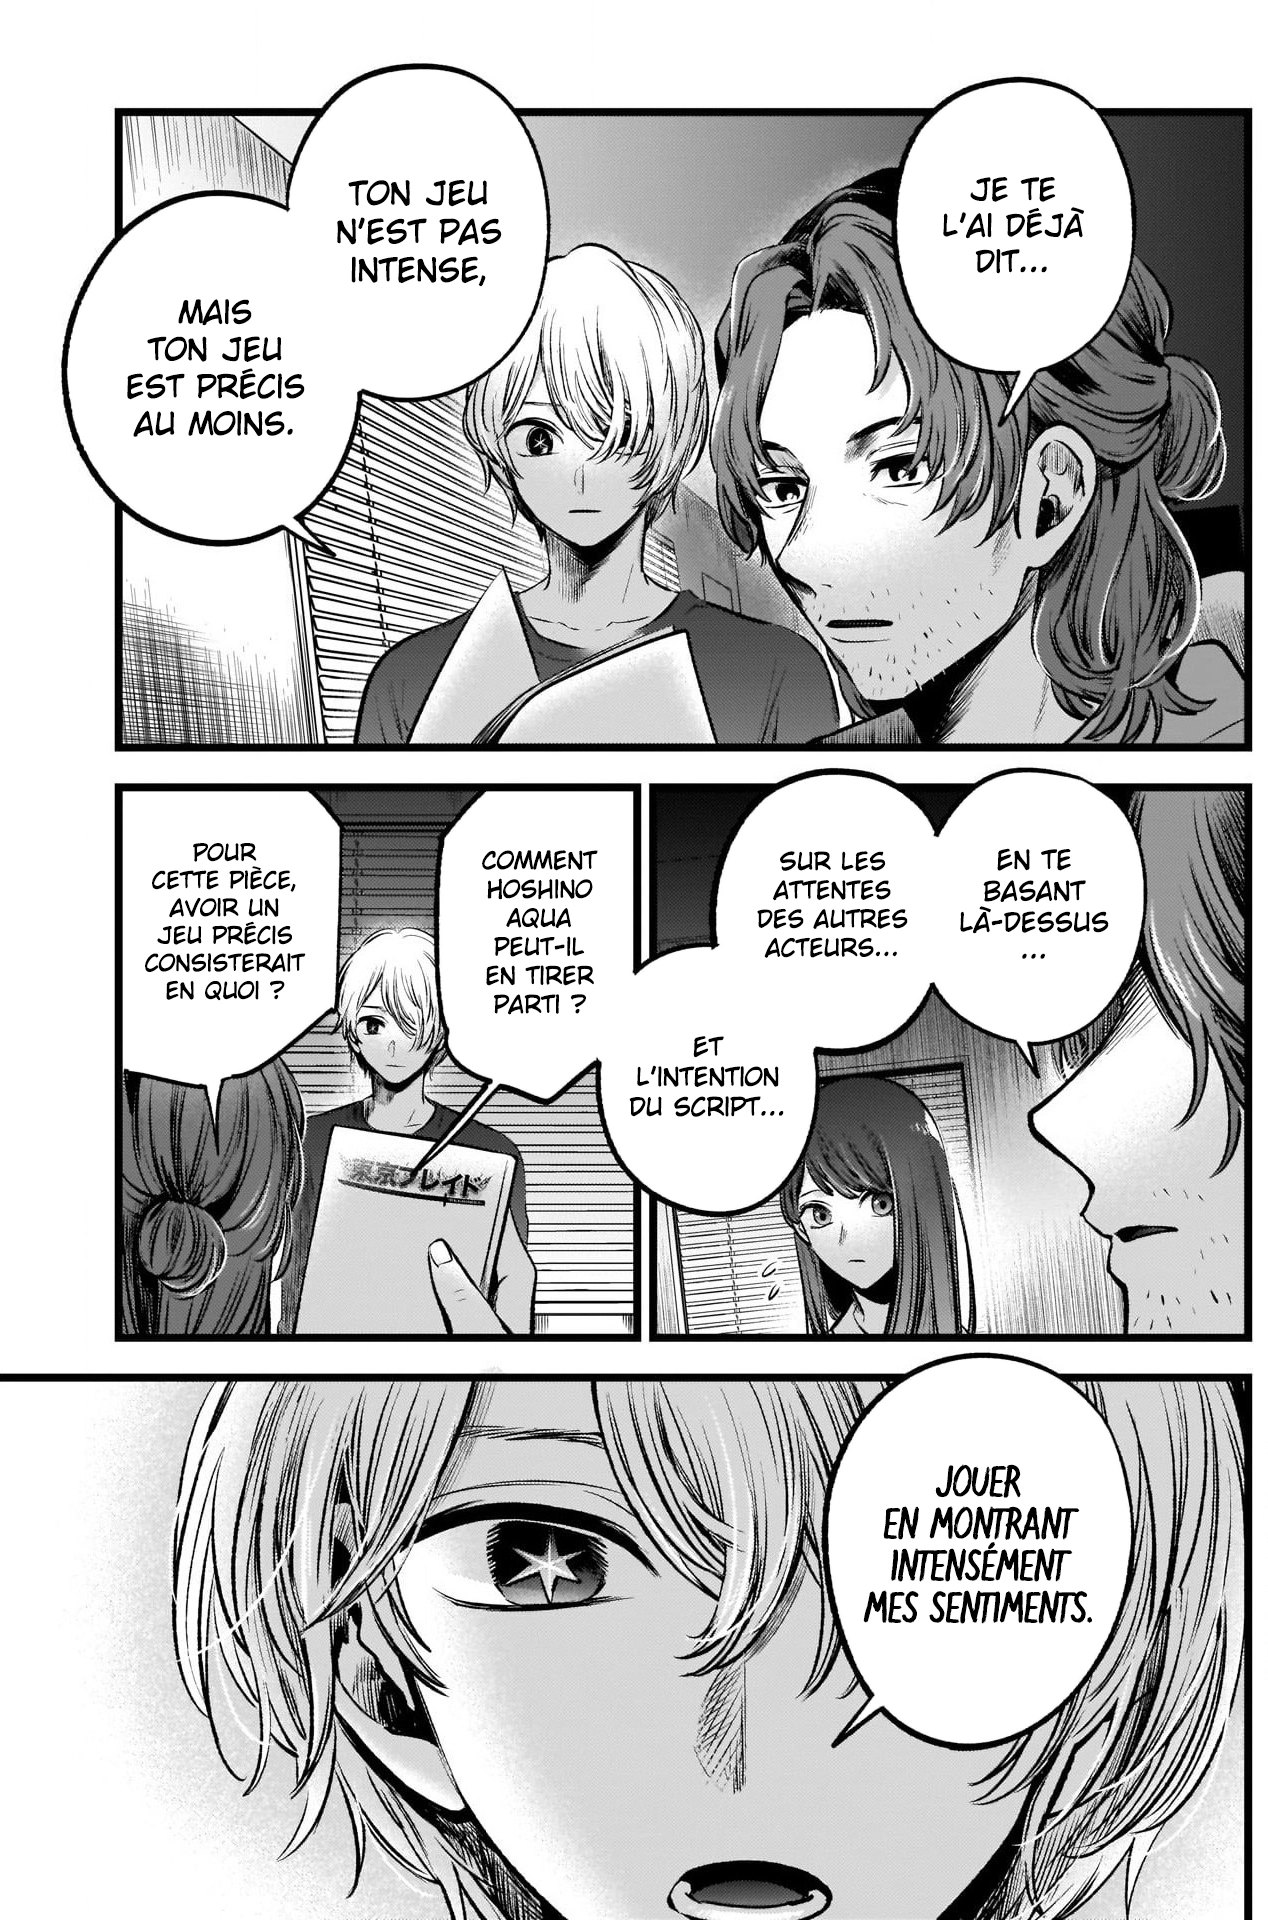 JE TE
L'AI DÉJÀ
DIT...
TON JEU
N'EST PAS
INTENSE,
MAIS
TON JEU
EST PRÉCIS
AU MOINS.
EN TE
BASANT
LÀ-DESSUS
...
SUR LES
ATTENTES
DES AUTRES
ACTEURS...
ET
L'INTENTION
DU SCRIPT...
COMMENT
HOSHINO
AQUA
PEUT-IL
EN TIRER
PARTI ?
POUR
CETTE PIÈCE,
AVOIR UN
JEU PRÉCIS
CONSISTERAIT
EN QUOI ?
東京ブレイド
JOUER
EN MONTRANT
INTENSÉMENT
MES SENTIMENTS.